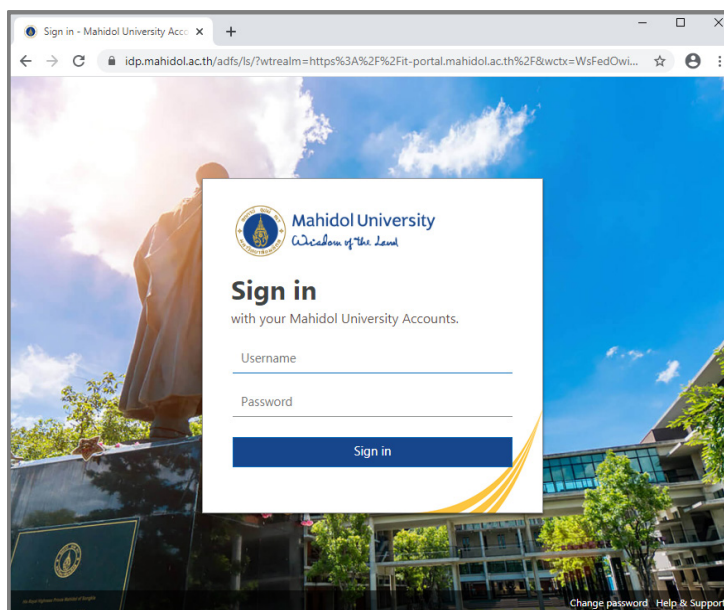 Sign in - Mahidol University Acco
idp.mahidol.ac.th/adfs/ls/?wtrealm=https%3A%2F%2Fit-portal.mahidol.ac.th%2F&wctx=WsFedOwi...
Mahidol University
Wisdom of the Land
Sign in
with your Mahidol University Accounts.
Username
Password
Sign in
Change password Help & Support